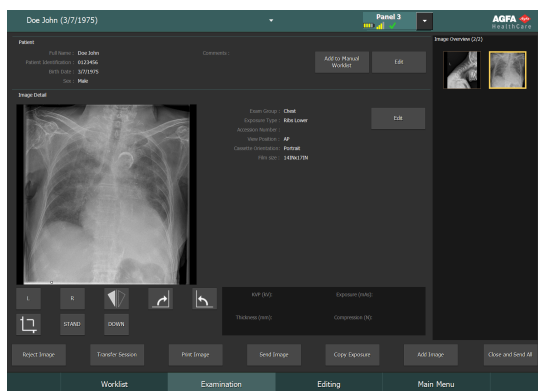 Doe John (3/7/1975)
Panel 3
AGFA
HealthCare
Patient
Full Name : Doe John
Patient Identification : 0123456
Birth Date : 3/7/1975
Sex : Male
Comments :
Add to Manual
Worklist
Edit
Image Overview (2/2)
Image Detail
Exam Group : Chest
Exposure Type : Ribs Lower
Accession Number :
View Position : AP
Cassette Orientation : Portrait
Film size : 14INx17IN
Edit
L
R
STAND
DOWN
KVP (kV):
Exposure (mAs):
Thickness (mm):
Compression (N):
Reject Image
Transfer Session
Print Image
Send Image
Copy Exposure
Add Image
Close and Send All
Worklist
Examination
Editing
Main Menu